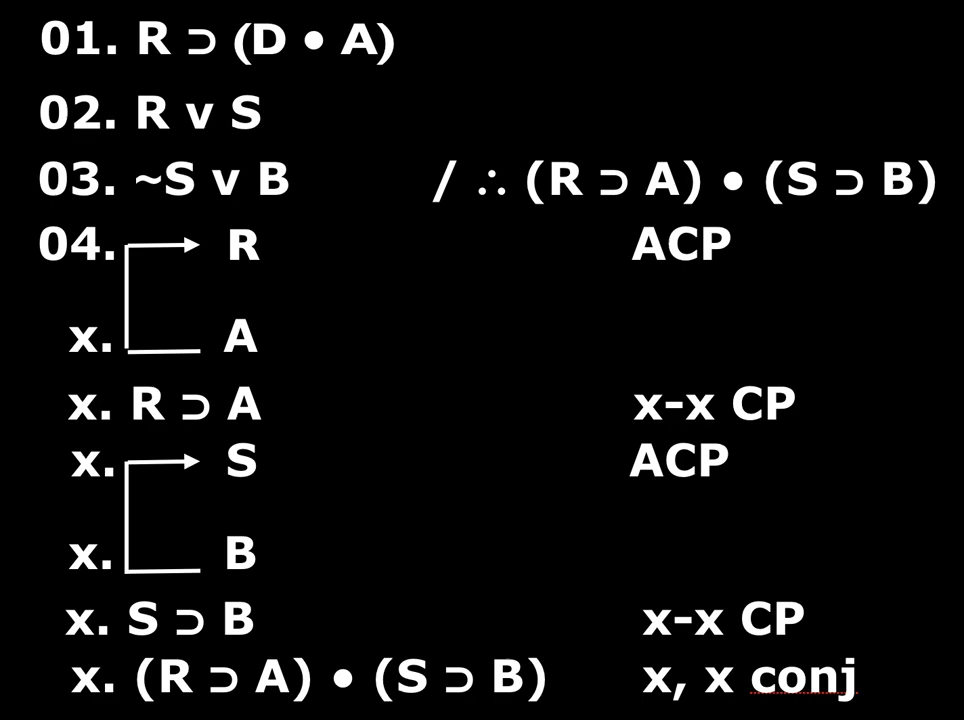 01. R ⊃ (D • A)
02. R v S
03. ~S v B / ∴ (R ⊃ A) • (S ⊃ B)
04. R ACP
x. A
x. R ⊃ A x-x CP
x. S ACP
x. B
x. S ⊃ B x-x CP
x. (R ⊃ A) • (S ⊃ B) x, x conj